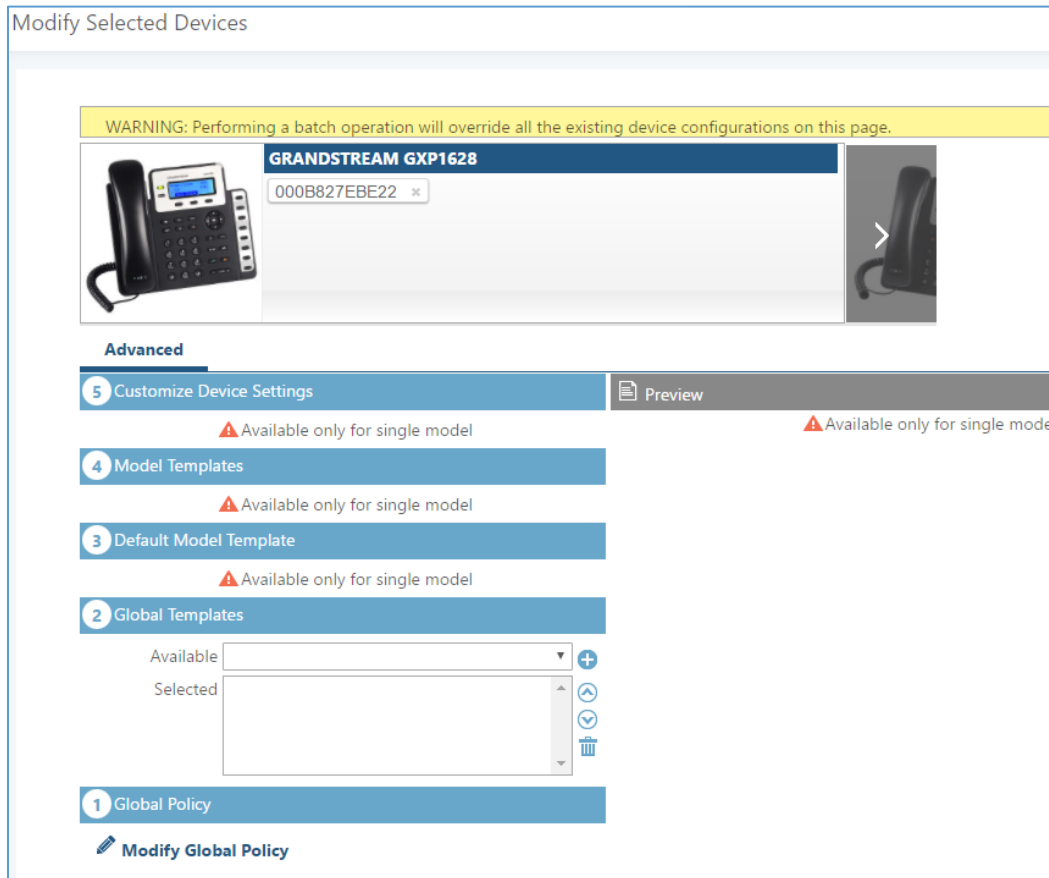 Modify Selected Devices
WARNING: Performing a batch operation will override all the existing device configurations on this page.
GRANDSTREAM GXP1628
000B827EBE22 ×
Advanced
5 Customize Device Settings
Available only for single model
4 Model Templates
Available only for single model
3 Default Model Template
Available only for single model
2 Global Templates
Available
Selected
1 Global Policy
Modify Global Policy
Preview
Available only for single mode